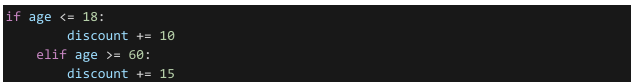 if age <= 18:
        discount += 10
    elif age >= 60:
        discount += 15